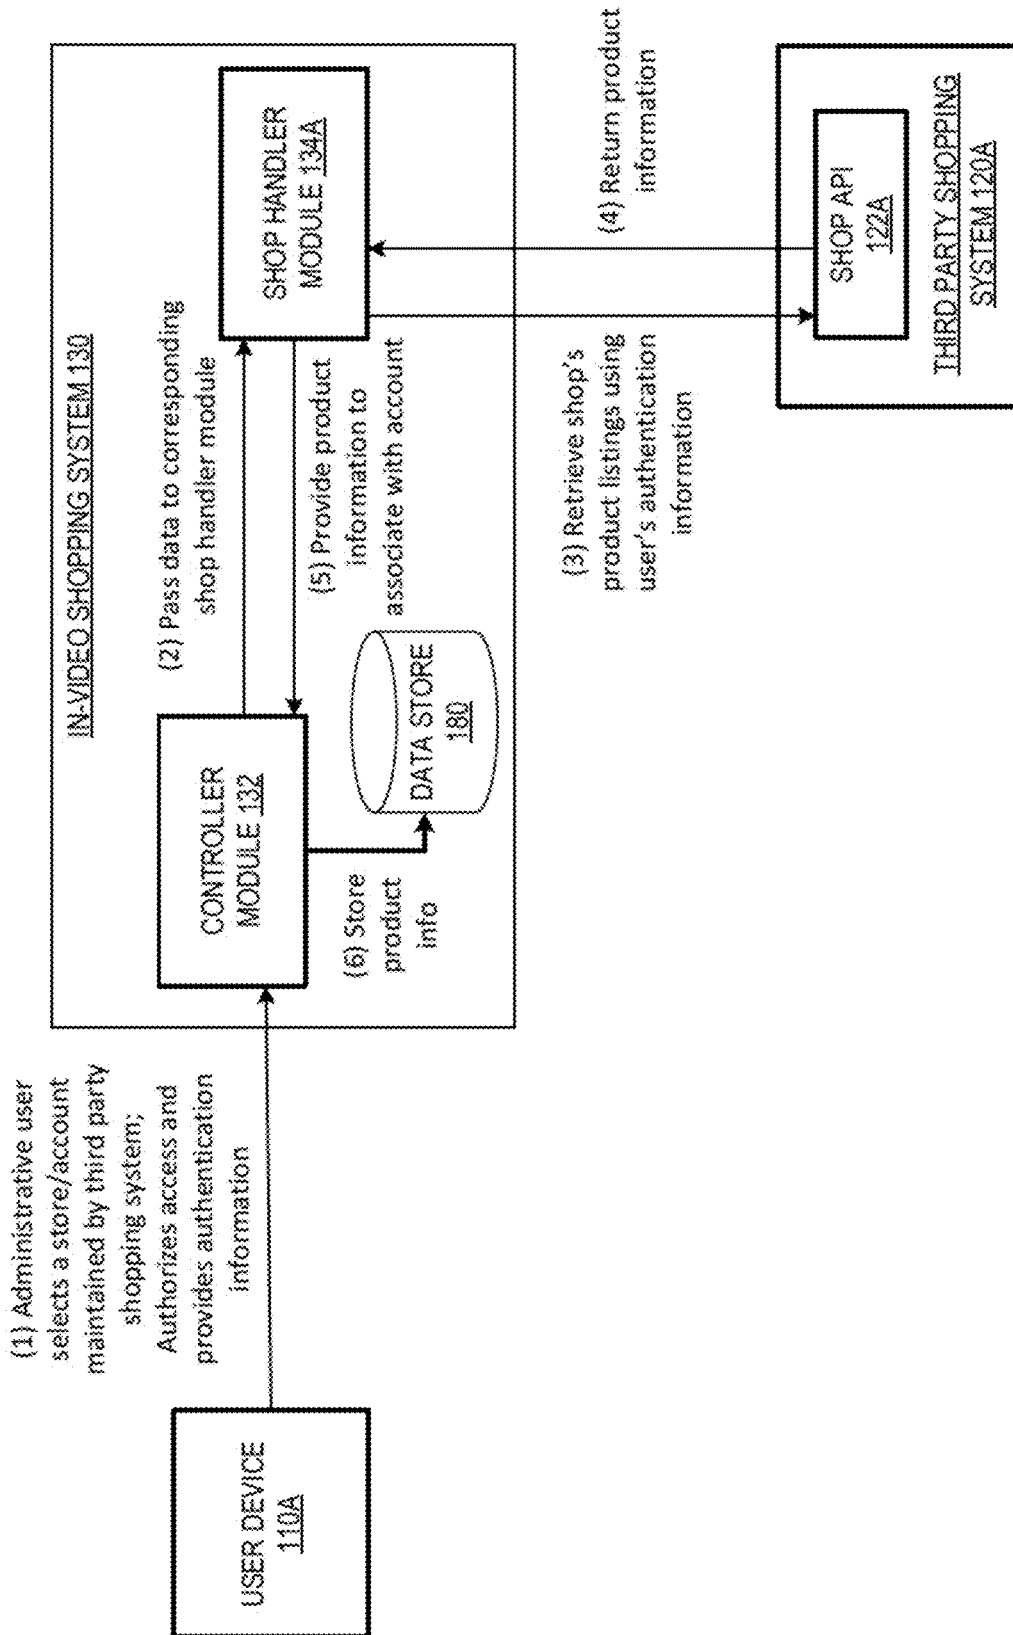 (1) Administrative user
selects a store/account
maintained by third party
shopping system;
Authorizes access and
provides authentication
information
USER DEVICE
110A
IN-VIDEO SHOPPING SYSTEM 130
CONTROLLER
MODULE 132
(2) Pass data to corresponding
shop handler module
SHOP HANDLER
MODULE 134A
(5) Provide product
information to
associate with account
(6) Store
product
info
DATA STORE
180
(3) Retrieve shop's
product listings using
user's authentication
information
(4) Return product
information
SHOP API
122A
THIRD PARTY SHOPPING
SYSTEM 120A